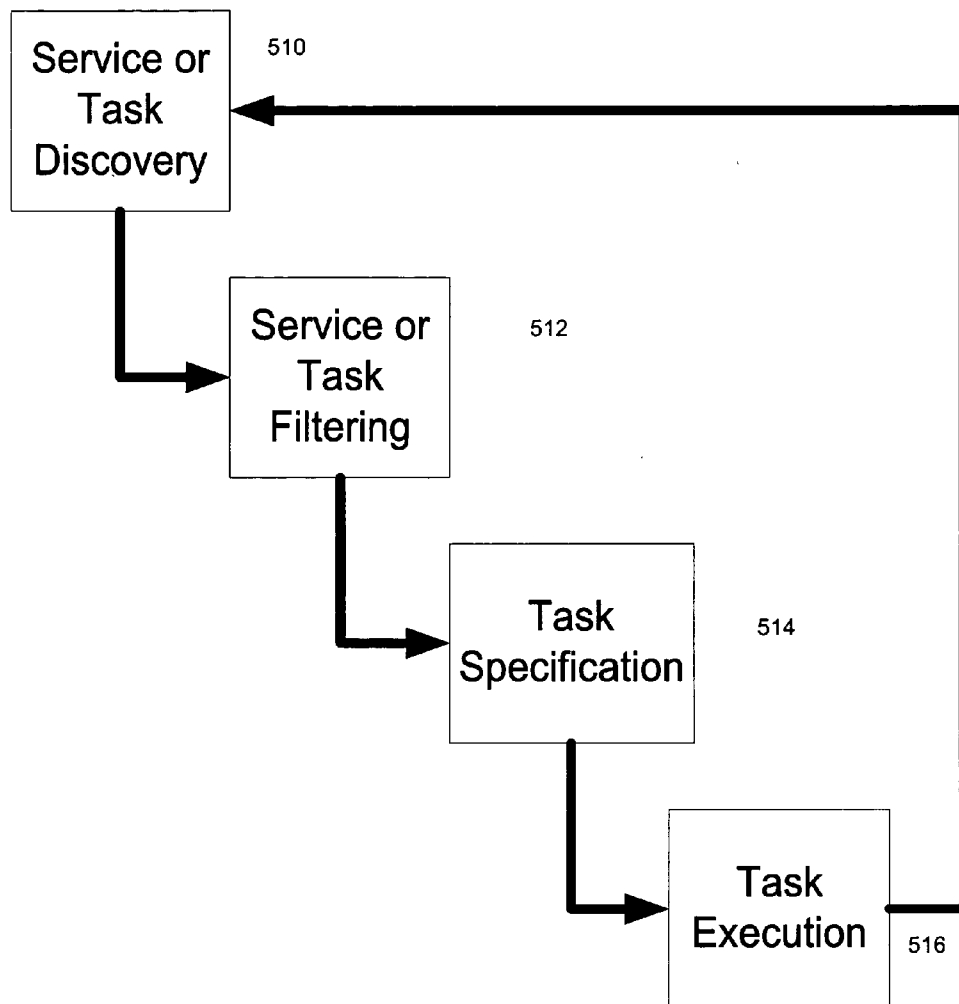 Service or
Task
Discovery
510
Service or
Task
Filtering
512
Task
Specification
514
Task
Execution
516